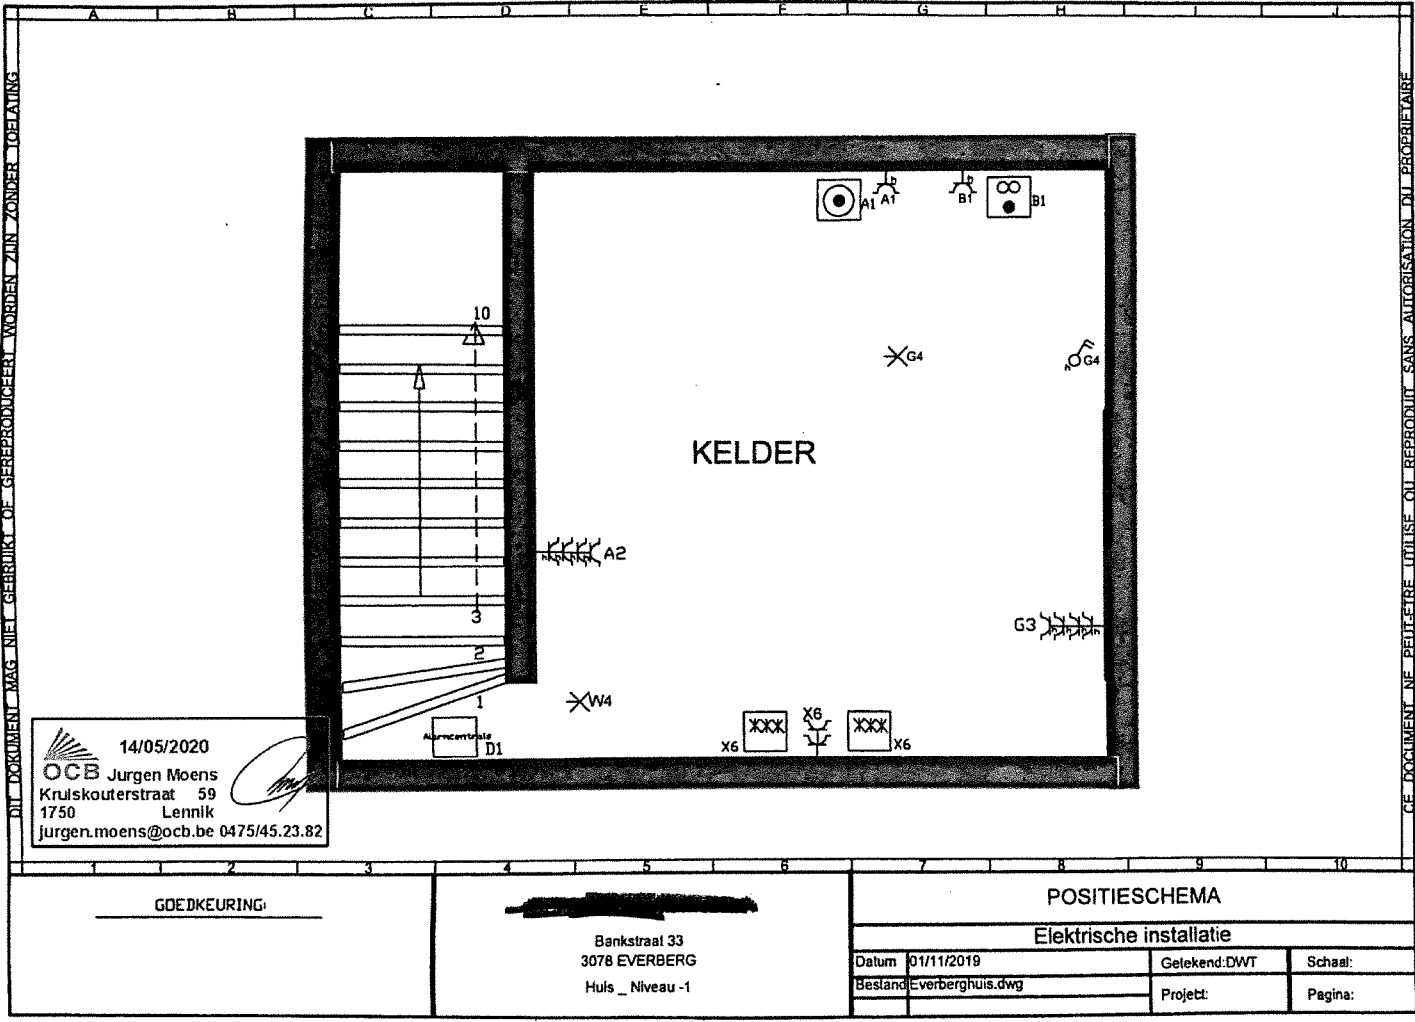 A B C D E F G H I J
DIT DOKUMENT MAG NIET GEBRUIKT OF GEREPRODUCEERT WORDEN ZIJN ZONDER TOELATING
CE DOCUMENT NE PEUT-ETRE UTILISE OU REPRODUIT SANS AUTORISATION DU PROPRIETAIRE
A1 A1 B1 B1
10
G4 G4
KELDER
A2
3
G3
2
1 W4
X6
Alarmcentrale D1 X6 X6
14/05/2020
OCB Jurgen Moens
Kruiskouterstraat 59
1750 Lennik
jurgen.moens@ocb.be 0475/45.23.82
1 2 3 4 5 6 7 8 9 10
GOEDKEURING:
Bankstraat 33
3078 EVERBERG
Huis _ Niveau -1
POSITIESCHEMA
Elektrische installatie
Datum 01/11/2019 Getekend:DWT Schaal:
Bestand Everberghuis.dwg Projekt: Pagina: